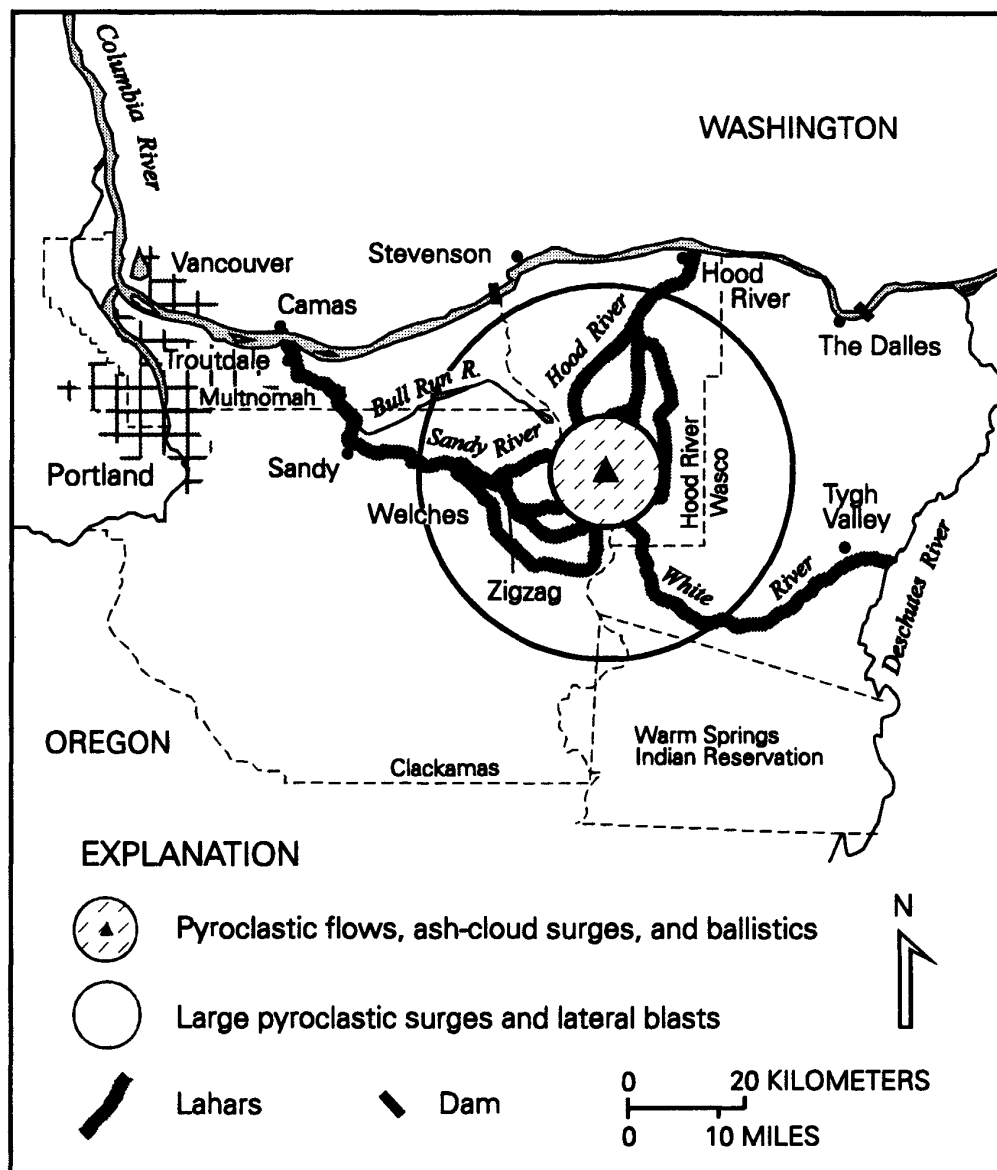 Columbia River
WASHINGTON
Vancouver
Stevenson
Camas
Hood
River
Hood River
The Dalles
Troutdale
Multnomah
Bull Run R.
Sandy River
Portland
Sandy
Hood River
Wasco
Welches
Tygh
Valley
Zigzag
White
River
Deschutes River
OREGON
Warm Springs
Indian Reservation
Clackamas
EXPLANATION
N
Pyroclastic flows, ash-cloud surges, and ballistics
Large pyroclastic surges and lateral blasts
Lahars
Dam
0 20 KILOMETERS
0 10 MILES